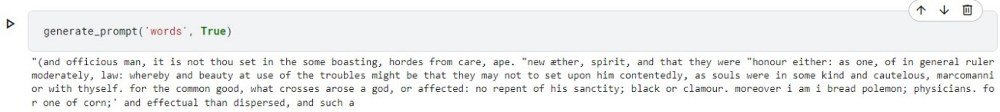 generate_prompt('words', True)
"(and officious man, it is not thou set in the some boasting, hordes from care, ape. "new æther, spirit, and that they were "honour either: as one, of in general ruler
moderately, law: whereby and beauty at use of the troubles might be that they may not to set upon him contentedly, as souls were in some kind and cautelous, marcomanni
or with thyself. for the common good, what crosses arose a god, or affected: no repent of his sanctity; black or clamour. moreover i am i bread polemon; physicians. fo
r one of corn;' and effectual than dispersed, and such a